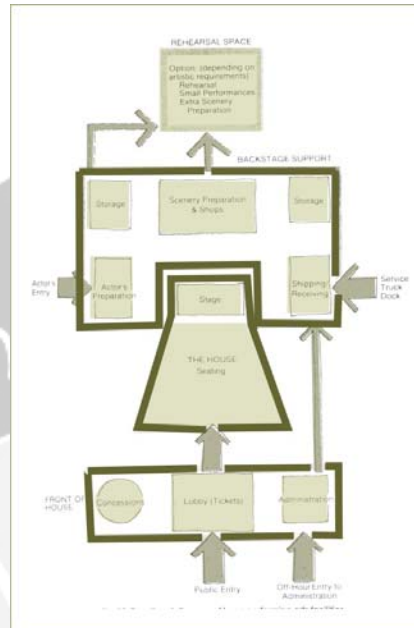 REHEARSAL SPACE
Option: (depending on
artistic requirements)
Rehearsal
Small Performances
Extra Scenery
Preparation
BACKSTAGE SUPPORT
Storage
Scenery Preparation
& Shops
Storage
Actor's
Entry
Actor's
Preparation
Stage
Shipping
Receiving
Service
Truck
Dock
THE HOUSE
Seating
FRONT OF
HOUSE
Concessions
Lobby (Tickets)
Administration
Public Entry
Off-Hour Entry to
Administration